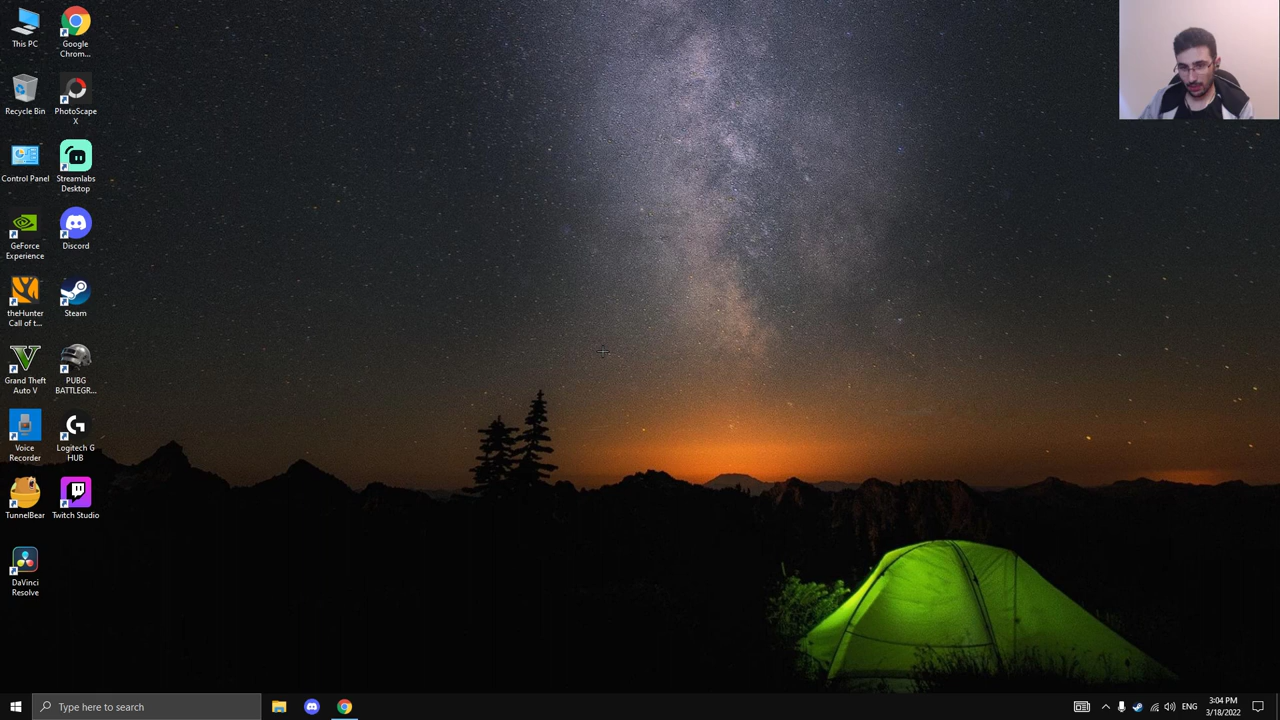 This PC
Google
Chrom...
Recycle Bin
PhotoScape
X
Control Panel
Streamlabs
Desktop
GeForce
Experience
Discord
theHunter
Call of t...
Steam
Grand Theft
Auto V
PUBG
BATTLEGR...
Voice
Recorder
Logitech G
HUB
TunnelBear
Twitch Studio
DaVinci
Resolve
Type here to search
ENG
3:04 PM
3/18/2022